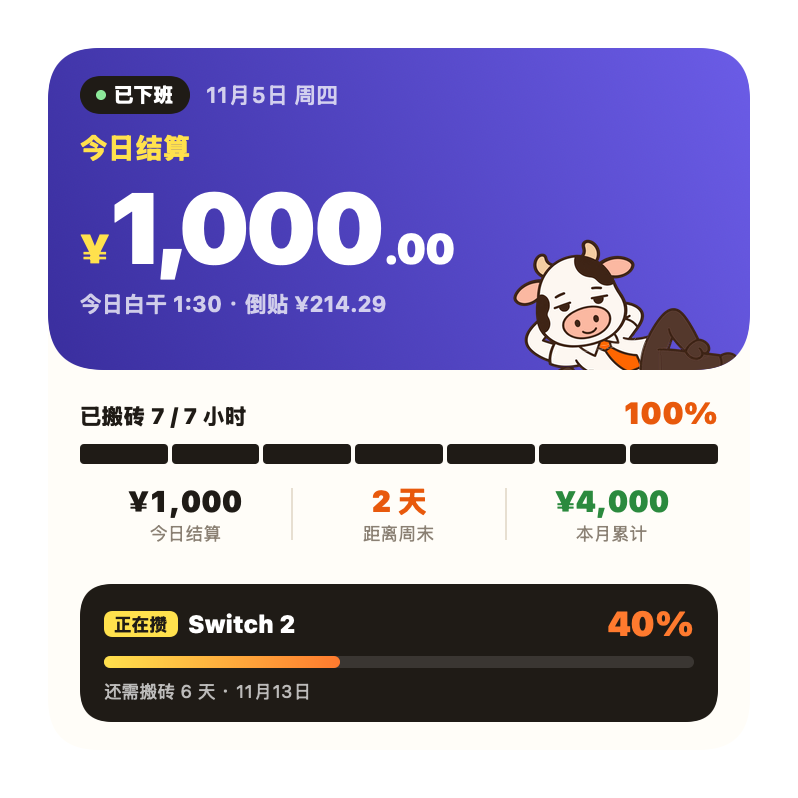 已下班 11月5日 周四
今日结算
¥1,000.00
今日白干 1:30 · 倒贴 ¥214.29
已搬砖 7 / 7 小时 100%
¥1,000 2 天 ¥4,000
今日结算 距离周末 本月累计
正在攒 Switch 2 40%
还需搬砖 6 天 · 11月13日